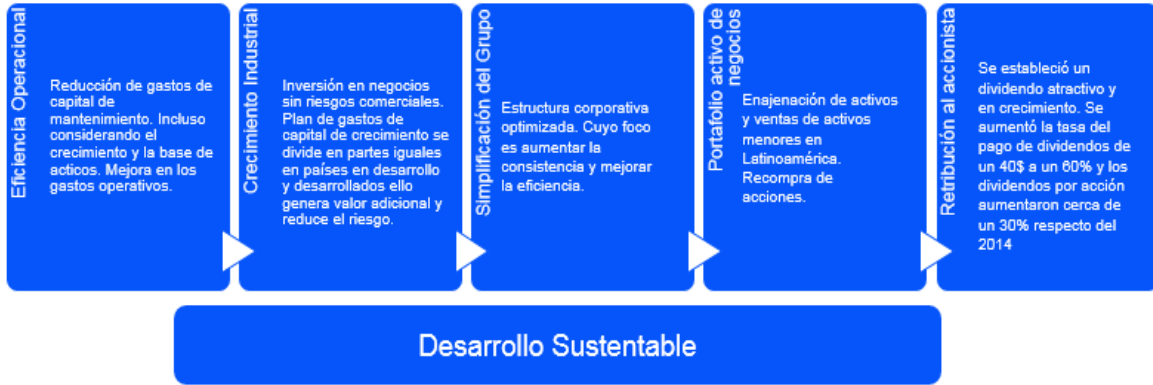 Eficiencia Operacional
Reducción de gastos de
capital de
mantenimiento. Incluso
considerando el
crecimiento y la base de
acticos. Mejora en los
gastos operativos.
Crecimiento Industrial
Inversión en negocios
sin riesgos comerciales.
Plan de gastos de
capital de crecimiento se
divide en partes iguales
en países en desarrollo
y desarrollados ello
genera valor adicional y
reduce el riesgo.
Simplificación del Grupo
Estructura corporativa
optimizada. Cuyo foco
es aumentar la
consistencia y mejorar
la eficiencia.
Portafolio activo de
negocios
Enajenación de activos
y ventas de activos
menores en
Latinoamérica.
Recompra de
acciones.
Retribución al accionista
Se estableció un
dividendo atractivo y
en crecimiento. Se
aumentó la tasa del
pago de dividendos de
un 40$ a un 60% y los
dividendos por acción
aumentaron cerca de
un 30% respecto del
2014
Desarrollo Sustentable